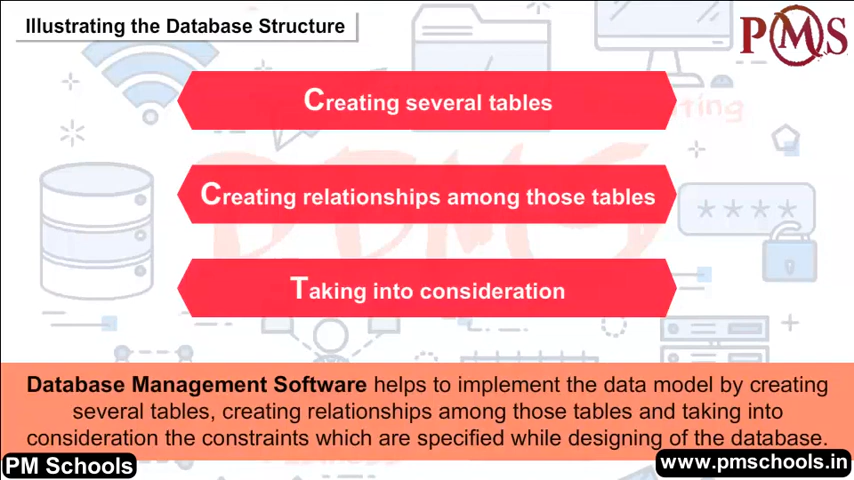 Illustrating the Database Structure
PMS
Creating several tables
Creating relationships among those tables
Taking into consideration
Database Management Software helps to implement the data model by creating
several tables, creating relationships among those tables and taking into
consideration the constraints which are specified while designing of the database.
PM Schools
www.pmschools.in